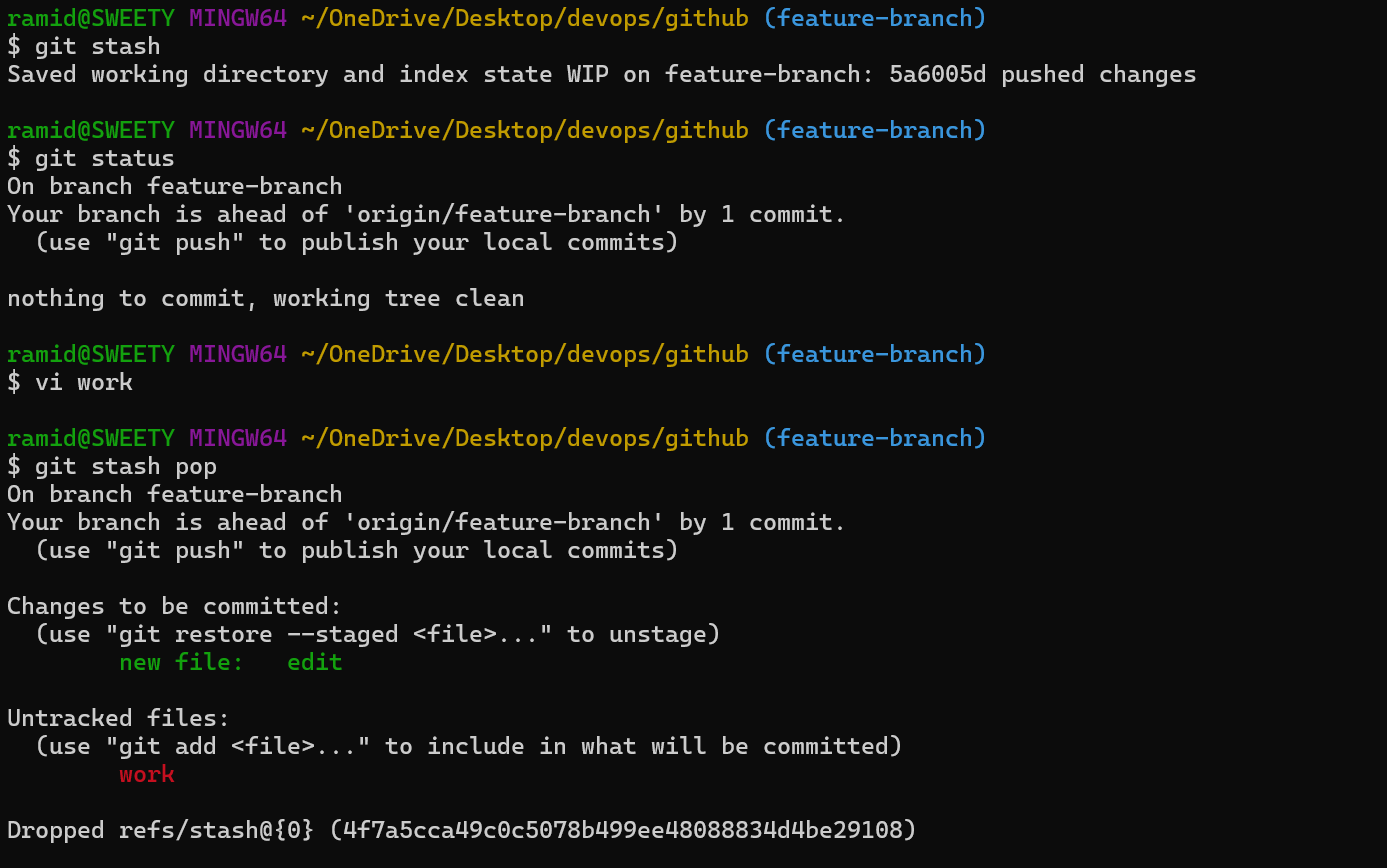 ramid@SWEETY MINGW64 ~/OneDrive/Desktop/devops/github (feature-branch)
$ git stash
Saved working directory and index state WIP on feature-branch: 5a6005d pushed changes

ramid@SWEETY MINGW64 ~/OneDrive/Desktop/devops/github (feature-branch)
$ git status
On branch feature-branch
Your branch is ahead of 'origin/feature-branch' by 1 commit.
  (use "git push" to publish your local commits)

nothing to commit, working tree clean

ramid@SWEETY MINGW64 ~/OneDrive/Desktop/devops/github (feature-branch)
$ vi work

ramid@SWEETY MINGW64 ~/OneDrive/Desktop/devops/github (feature-branch)
$ git stash pop
On branch feature-branch
Your branch is ahead of 'origin/feature-branch' by 1 commit.
  (use "git push" to publish your local commits)

Changes to be committed:
  (use "git restore --staged <file>..." to unstage)
        new file:   edit

Untracked files:
  (use "git add <file>..." to include in what will be committed)
        work

Dropped refs/stash@{0} (4f7a5cca49c0c5078b499ee48088834d4be29108)